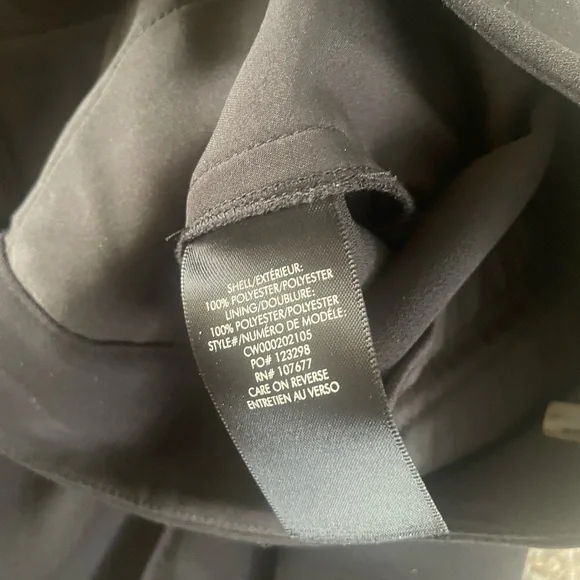 SHELL/EXTÉRIEUR:
100% POLYESTER/POLYESTER
LINING/DOUBLURE:
100% POLYESTER/POLYESTER
STYLE#/NUMÉRO DE MODÈLE:
CW000202105
PO# 123298
RN# 107677
CARE ON REVERSE
ENTRETIEN AU VERSO